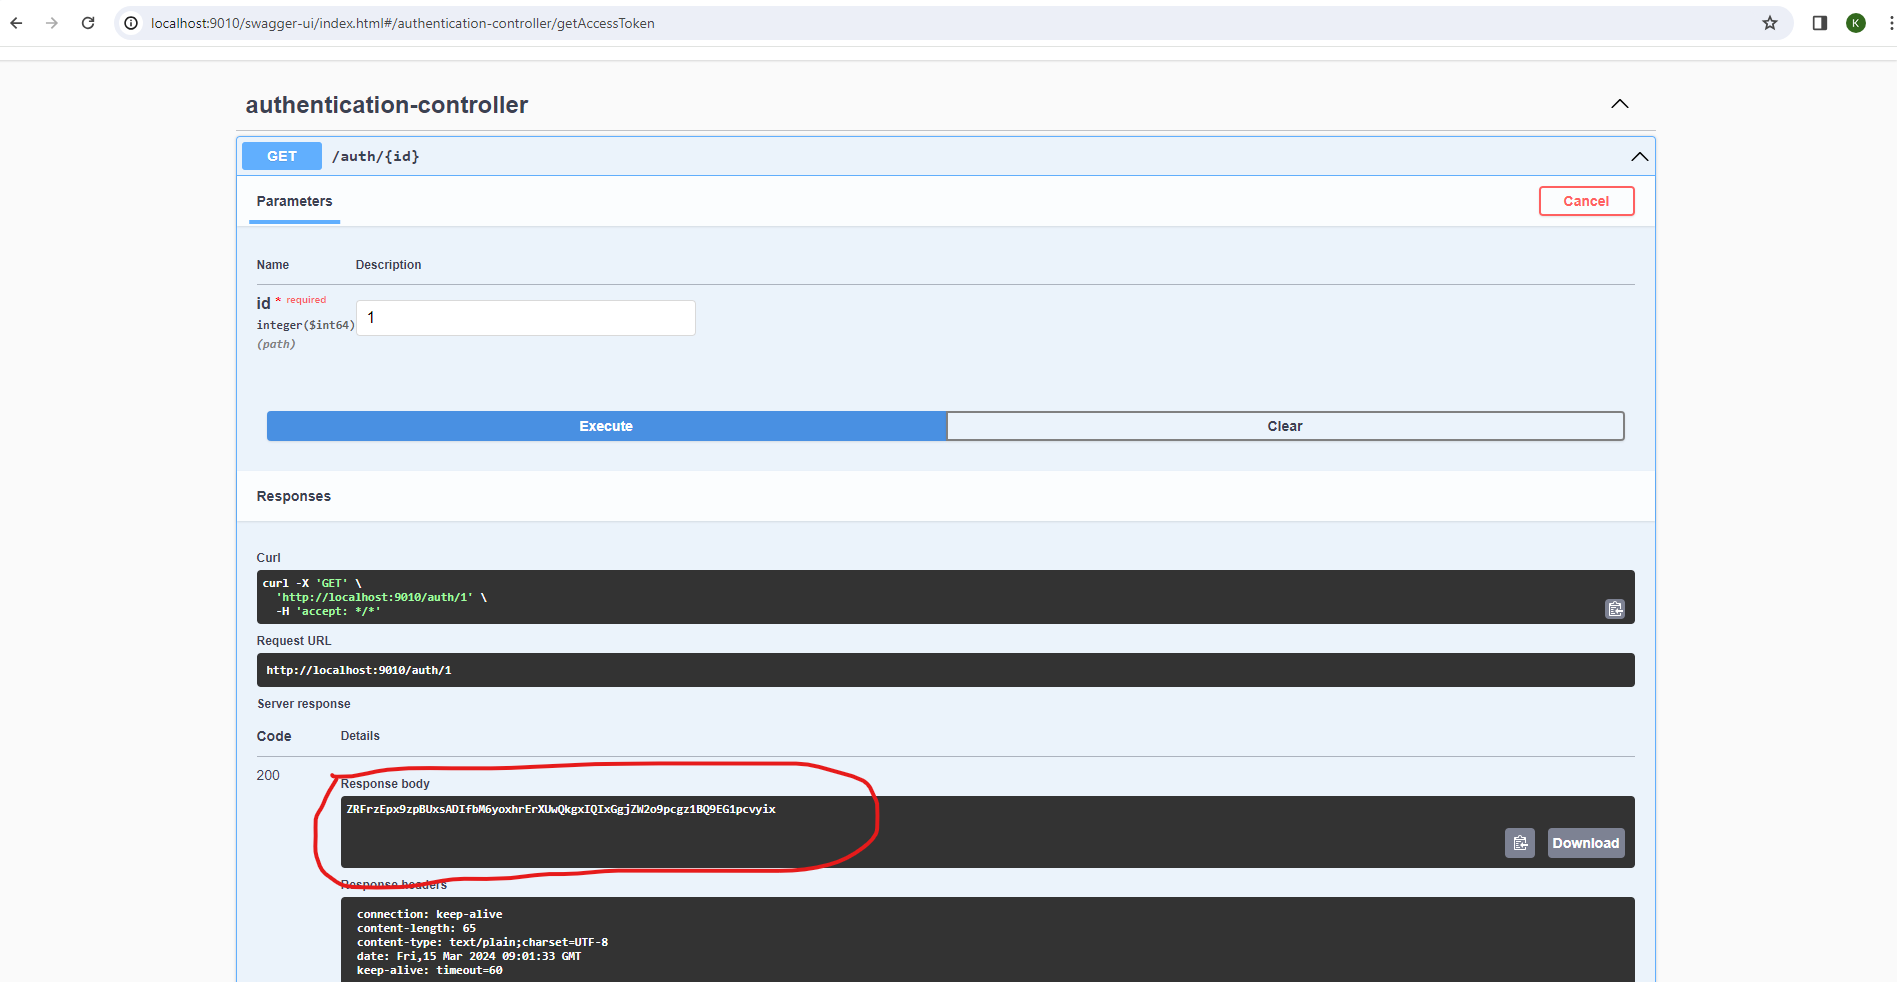 localhost:9010/swagger-ui/index.html#/authentication-controller/getAccessToken
K
authentication-controller
GET /auth/{id}
Parameters
Cancel
Name Description
id * required
integer($int64)
(path)
1
Execute Clear
Responses
Curl
curl -X 'GET' \
'http://localhost:9010/auth/1' \
-H 'accept: */*'
Request URL
http://localhost:9010/auth/1
Server response
Code Details
200
Response body
ZRFrzEpx9zpBUxsADIfbM6yoxhrErXUwQkgxIQIxGgjZW2o9pcgz1BQ9EG1pcvyix
Download
Response headers
connection: keep-alive
content-length: 65
content-type: text/plain;charset=UTF-8
date: Fri,15 Mar 2024 09:01:33 GMT
keep-alive: timeout=60